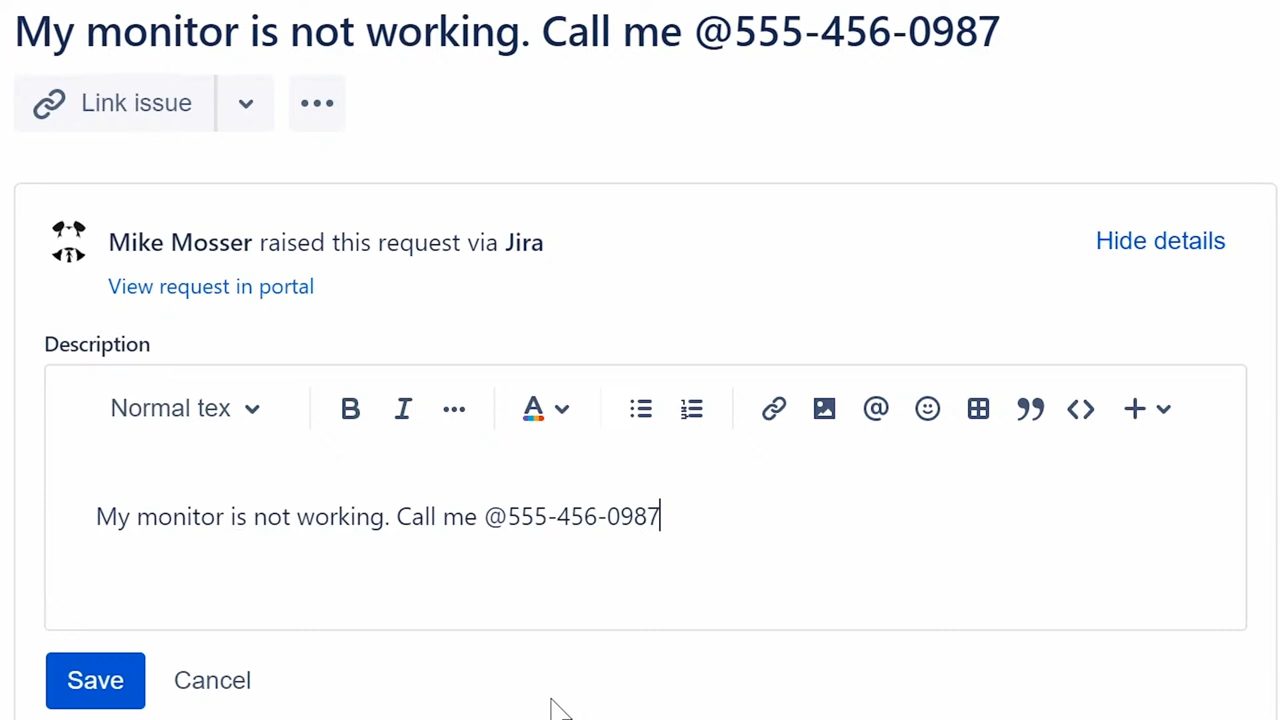 My monitor is not working. Call me @555-456-0987
Link issue
Mike Mosser raised this request via Jira
Hide details
View request in portal
Description
Normal tex
B I A @ + 
My monitor is not working. Call me @555-456-0987
Save Cancel